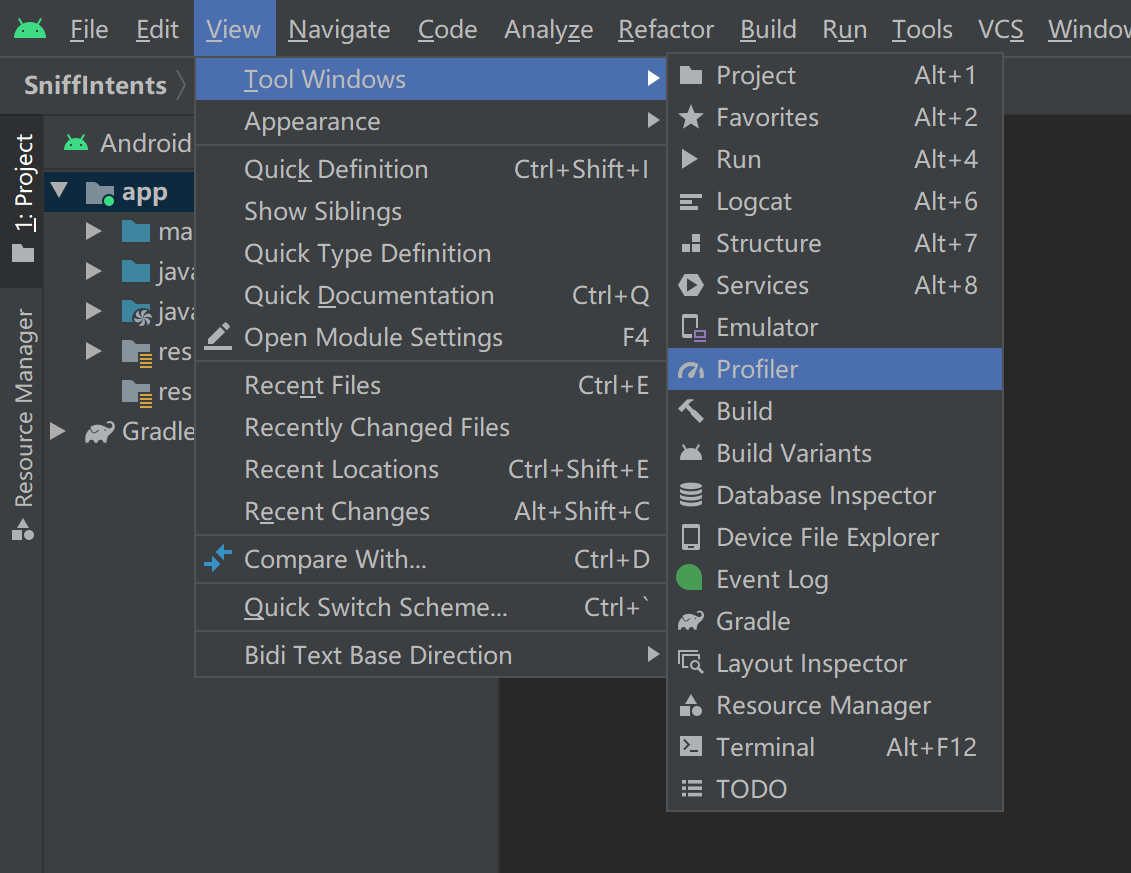 File Edit View Navigate Code Analyze Refactor Build Run Tools VCS Window
SniffIntents
1: Project
Resource Manager
Android
app
ma
java
java
res
res
Gradle
Tool Windows
Appearance
Quick Definition Ctrl+Shift+I
Show Siblings
Quick Type Definition
Quick Documentation Ctrl+Q
Open Module Settings F4
Recent Files Ctrl+E
Recently Changed Files
Recent Locations Ctrl+Shift+E
Recent Changes Alt+Shift+C
Compare With... Ctrl+D
Quick Switch Scheme... Ctrl+`
Bidi Text Base Direction
Project Alt+1
Favorites Alt+2
Run Alt+4
Logcat Alt+6
Structure Alt+7
Services Alt+8
Emulator
Profiler
Build
Build Variants
Database Inspector
Device File Explorer
Event Log
Gradle
Layout Inspector
Resource Manager
Terminal Alt+F12
TODO